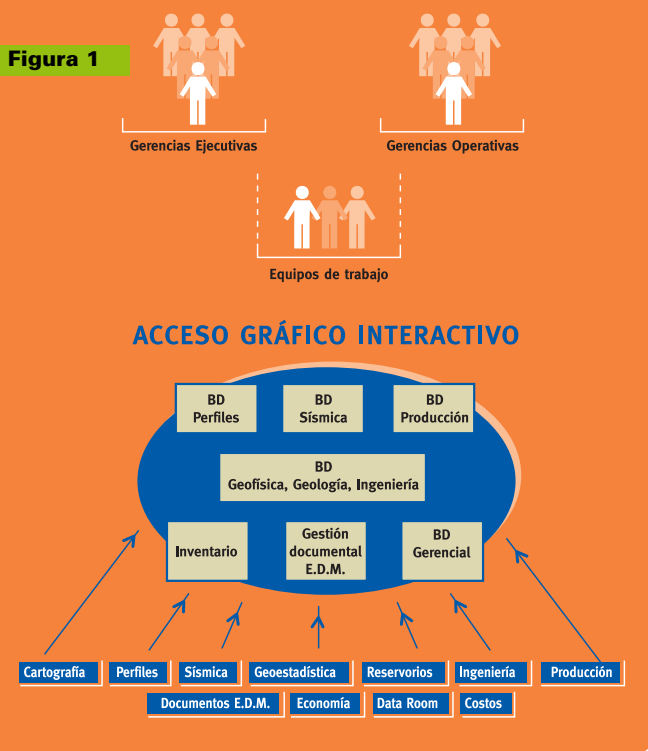 Figura 1
Gerencias Ejecutivas
Gerencias Operativas
Equipos de trabajo
ACCESO GRÁFICO INTERACTIVO
BD
Perfiles
BD
Sísmica
BD
Producción
BD
Geofísica, Geología, Ingeniería
Inventario
Gestión
documental
E.D.M.
BD
Gerencial
Cartografía
Perfiles
Sísmica
Geoestadística
Reservorios
Ingeniería
Producción
Documentos E.D.M.
Economía
Data Room
Costos